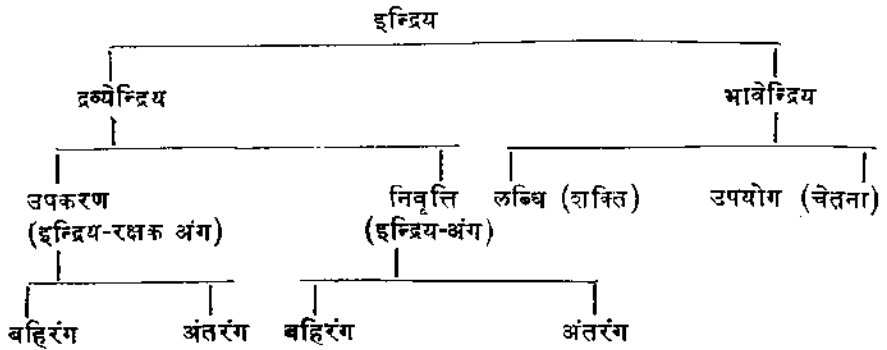 इन्द्रिय
द्रव्येन्द्रिय भावेन्द्रिय
उपकरण निवृत्ति लब्धि (शक्ति) उपयोग (चेतना)
(इन्द्रिय-रक्षक अंग) (इन्द्रिय-अंग)
बहिरंग अंतरंग बहिरंग अंतरंग